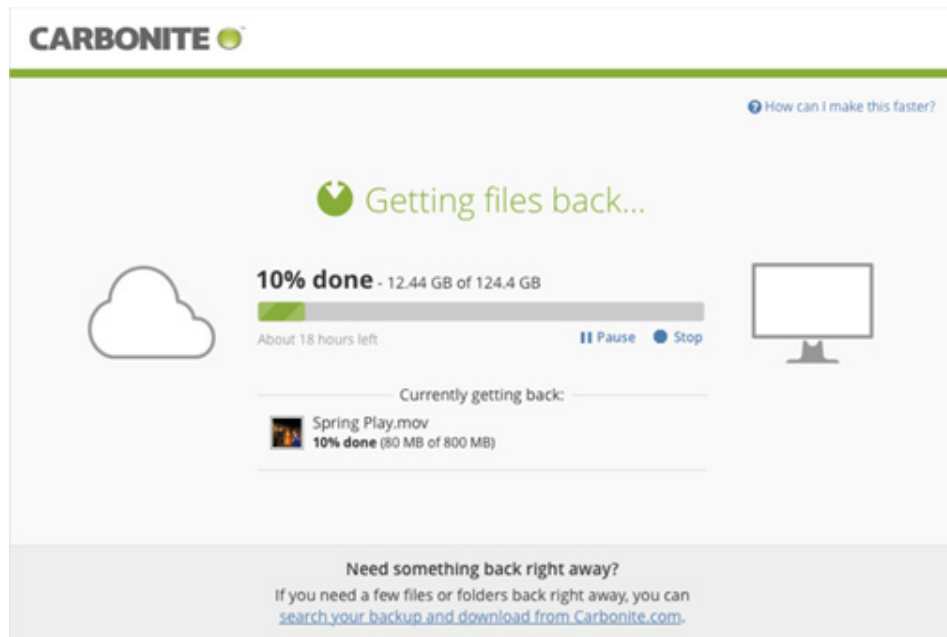 CARBONITE
How can I make this faster?
Getting files back...
10% done - 12.44 GB of 124.4 GB
About 18 hours left
Pause
Stop
Currently getting back:
Spring Play.mov
10% done (80 MB of 800 MB)
Need something back right away?
If you need a few files or folders back right away, you can
search your backup and download from Carbonite.com.